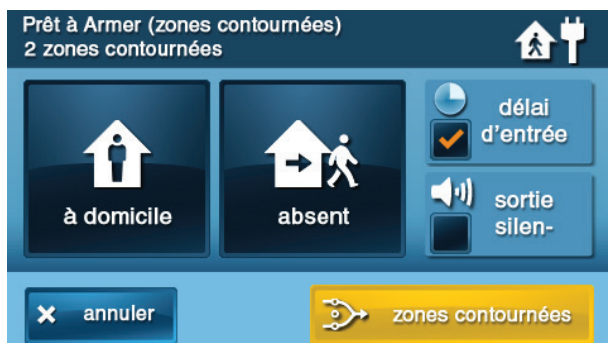 Prêt à Armer (zones contournées)
2 zones contournées
à domicile
absent
délai
d'entrée
sortie
silen-
annuler
zones contournées